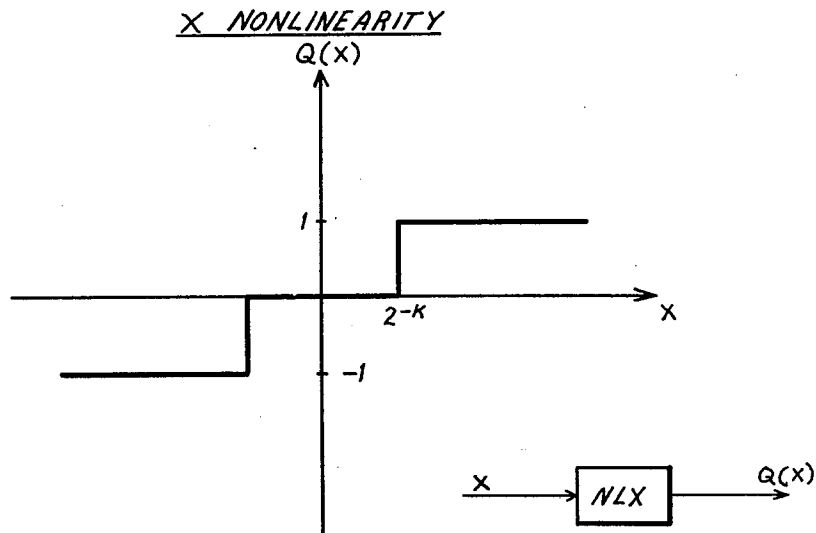 X NONLINEARITY
Q(X)
1
2^-K
X
-1
X
NLX
Q(X)